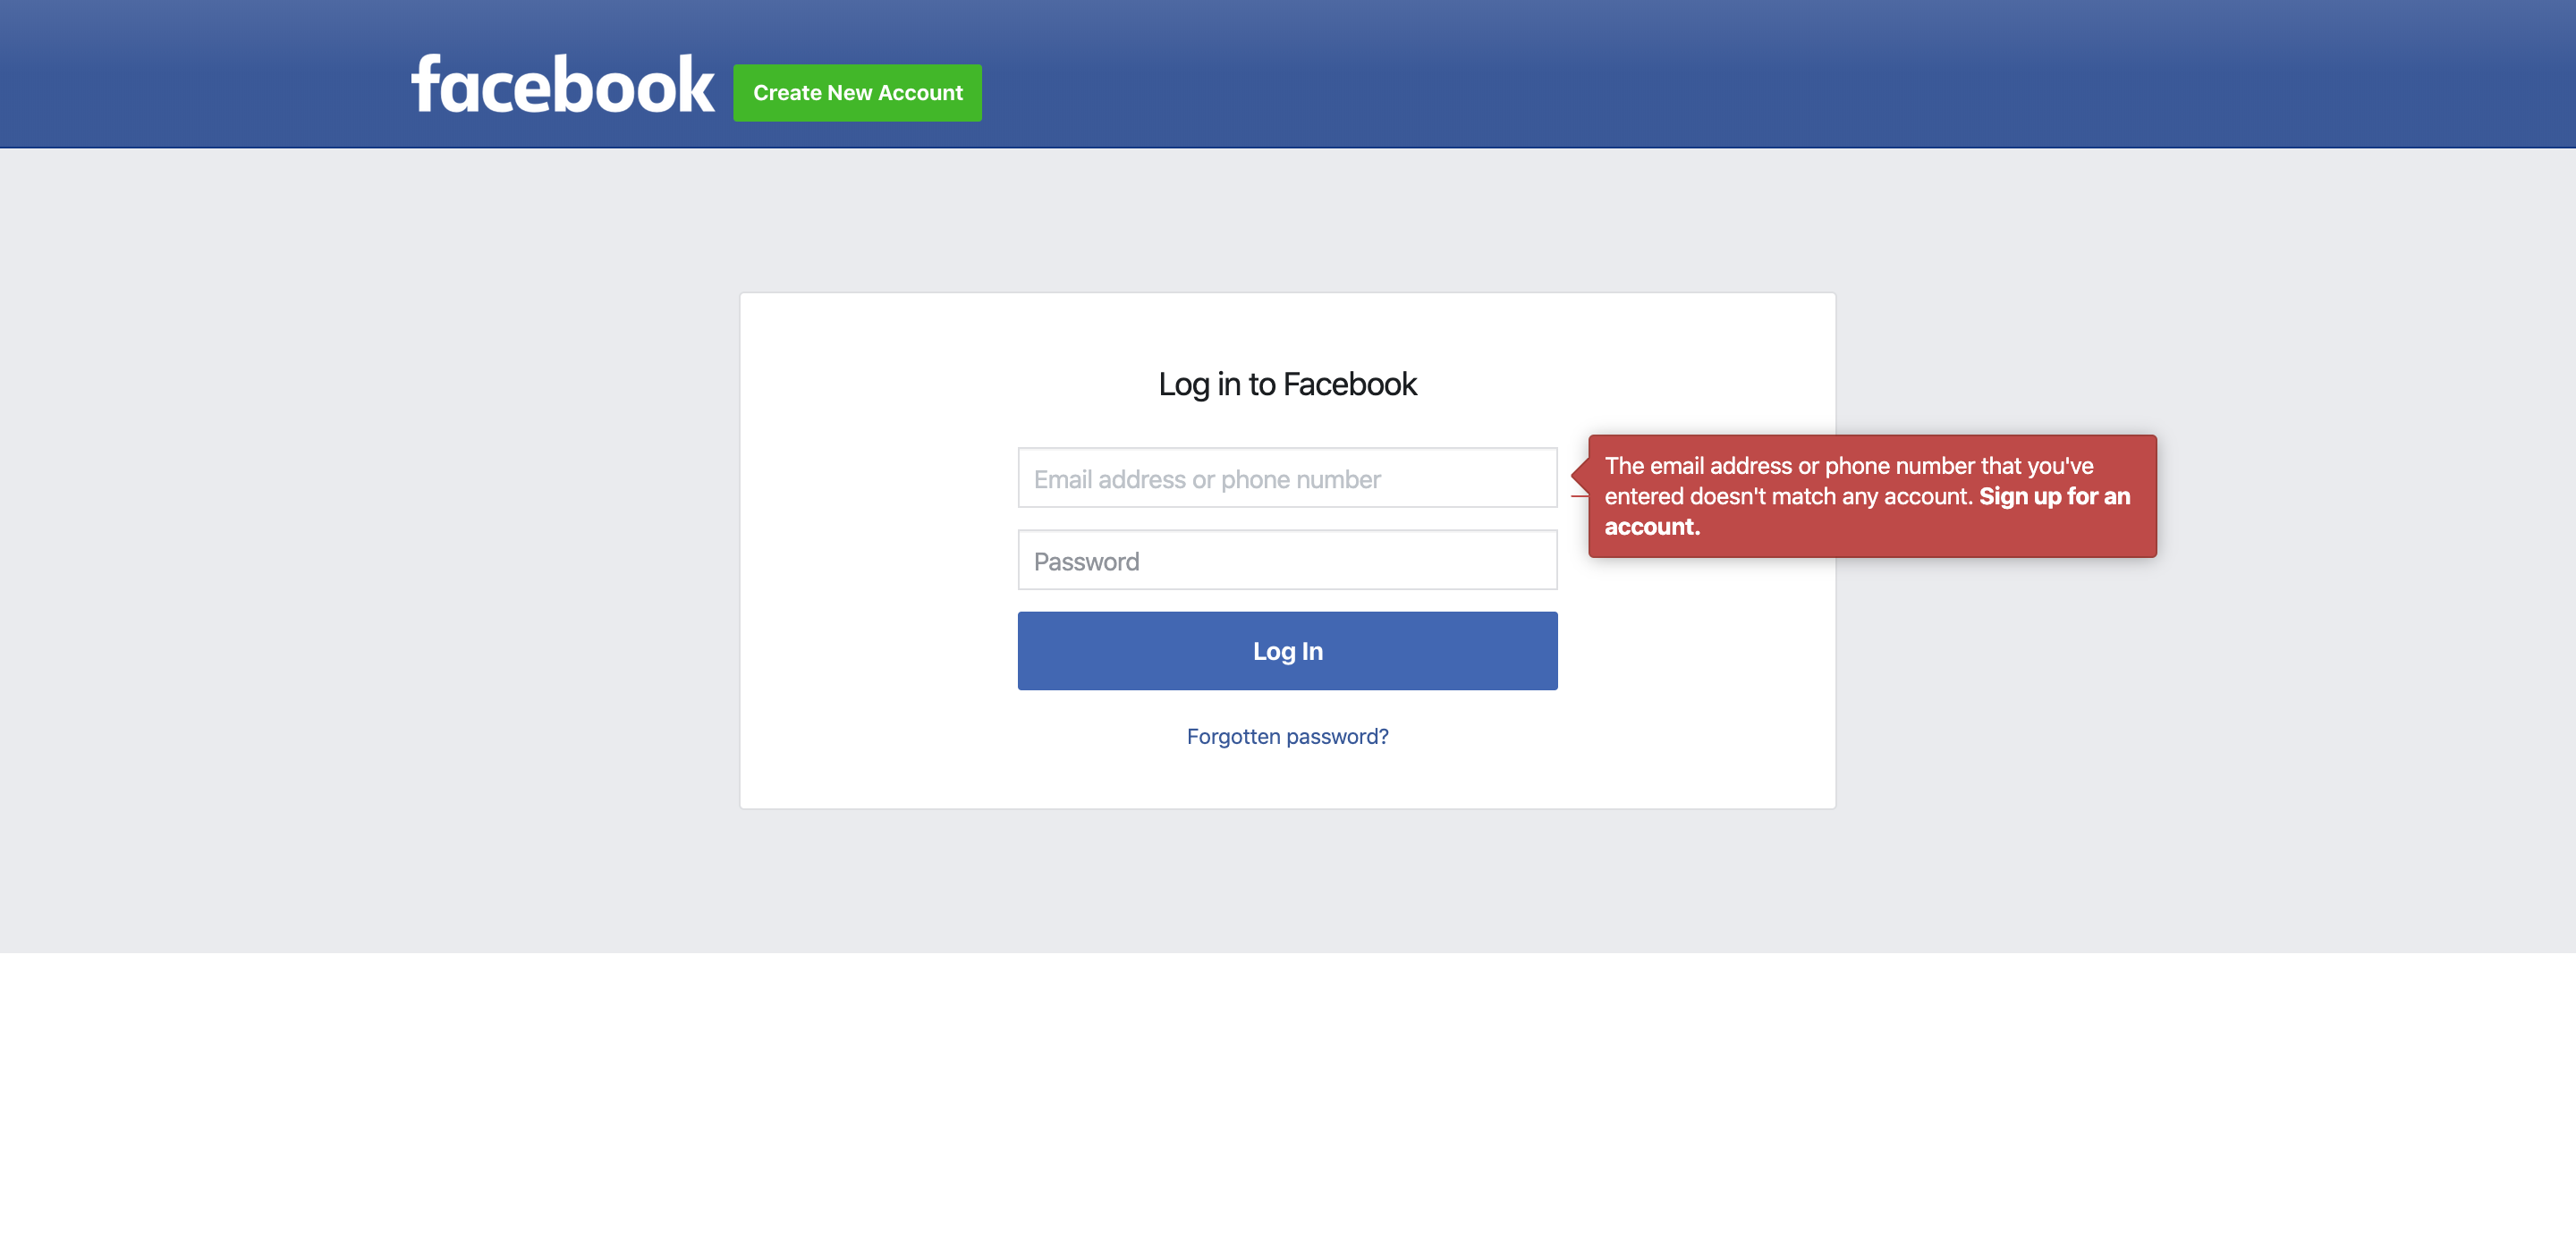 facebook
Create New Account
Log in to Facebook
Email address or phone number
The email address or phone number that you've
entered doesn't match any account. Sign up for an
account.
Password
Log In
Forgotten password?